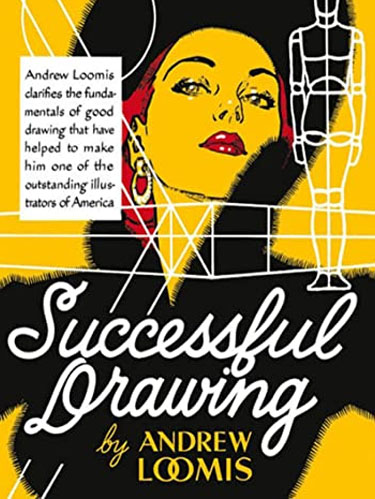 Andrew Loomis
clarifies the funda-
mentals of good
drawing that have
helped to make
him one of the
outstanding illus-
trators of America
Successful
Drawing
by ANDREW
LOOMIS